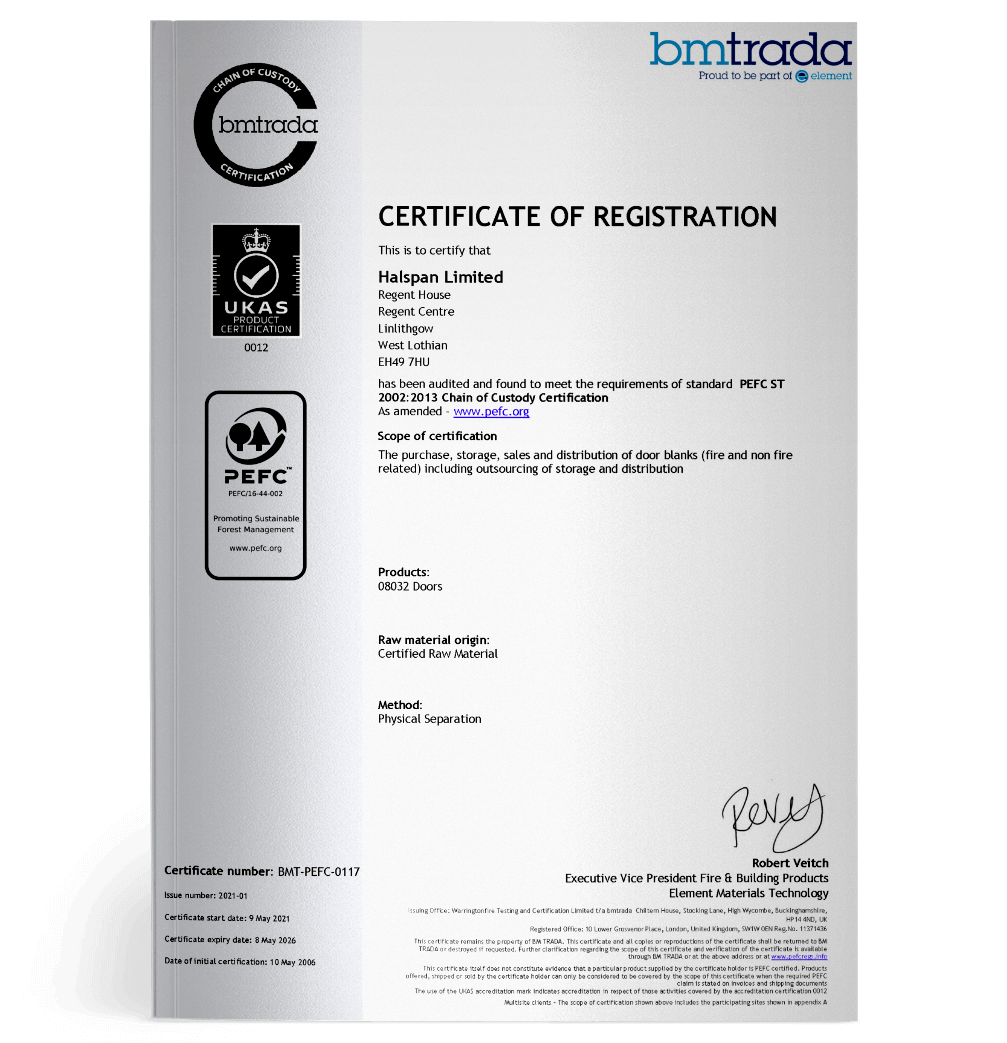 bmtrada
Proud to be part of element
CHAIN OF CUSTODY
bmtrada
CERTIFICATION
UKAS
PRODUCT
CERTIFICATION
0012
PEFC™
PEFC/16-44-002
Promoting Sustainable
Forest Management
www.pefc.org
CERTIFICATE OF REGISTRATION
This is to certify that
Halspan Limited
Regent House
Regent Centre
Linlithgow
West Lothian
EH49 7HU
has been audited and found to meet the requirements of standard PEFC ST
2002:2013 Chain of Custody Certification
As amended - www.pefc.org
Scope of certification
The purchase, storage, sales and distribution of door blanks (fire and non fire
related) including outsourcing of storage and distribution
Products:
08032 Doors
Raw material origin:
Certified Raw Material
Method:
Physical Separation
Robert Veitch
Executive Vice President Fire & Building Products
Element Materials Technology
Certificate number: BMT-PEFC-0117
Issue number: 2021-01
Certificate start date: 9 May 2021
Certificate expiry date: 8 May 2026
Date of initial certification: 10 May 2006
Issuing Office: Warringtonfire Testing and Certification Limited t/a bmtrada Chiltern House, Stocking Lane, High Wycombe, Buckinghamshire,
HP14 4ND, UK
Registered Office: 10 Lower Grosvenor Place, London, United Kingdom, SW1W 0EN Reg.No. 11371436
This certificate remains the property of BM TRADA. This certificate and all copies or reproductions of the certificate shall be returned to BM
TRADA or destroyed if requested. Further clarification regarding the scope of this certificate and verification of the certificate is available
through BM TRADA or at the above address or at www.pefcregs.info
This certificate itself does not constitute evidence that a particular product supplied by the certificate holder is PEFC certified. Products
offered, shipped or sold by the certificate holder can only be considered to be covered by the scope of this certificate when the required PEFC
claim is stated on invoices and shipping documents
The use of the UKAS accreditation mark indicates accreditation in respect of those activities covered by the accreditation certification 0012
Multisite clients - The scope of certification shown above includes the participating sites shown in appendix A